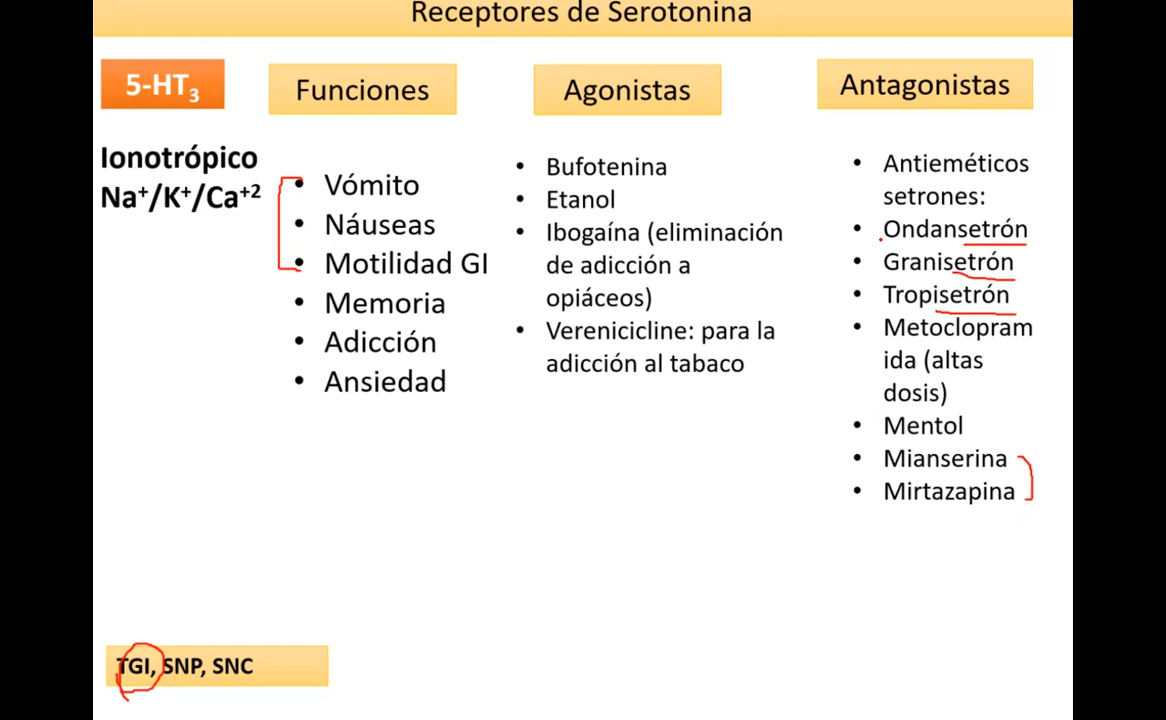 Receptores de Serotonina
5-HT₃
Funciones
Agonistas
Antagonistas
Ionotrópico
Na⁺/K⁺/Ca⁺²
• Vómito
• Náuseas
• Motilidad GI
• Memoria
• Adicción
• Ansiedad
• Bufotenina
• Etanol
• Ibogaína (eliminación
de adicción a
opiáceos)
• Verenicicline: para la
adicción al tabaco
• Antieméticos
setrones:
• Ondansetrón
• Granisetrón
• Tropisetrón
• Metoclopram
ida (altas
dosis)
• Mentol
• Mianserina
• Mirtazapina
TGI, SNP, SNC